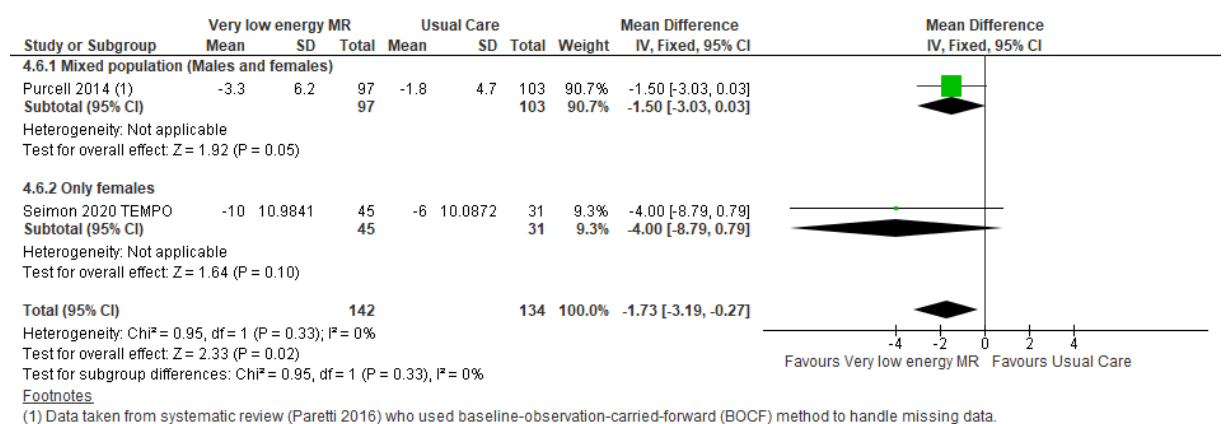 Very low energy MR Usual Care Mean Difference Mean Difference
Study or Subgroup Mean SD Total Mean SD Total Weight IV, Fixed, 95% CI IV, Fixed, 95% CI
4.6.1 Mixed population (Males and females)
Purcell 2014 (1) -3.3 6.2 97 -1.8 4.7 103 90.7% -1.50 [-3.03, 0.03]
Subtotal (95% CI) 97 103 90.7% -1.50 [-3.03, 0.03]
Heterogeneity: Not applicable
Test for overall effect: Z = 1.92 (P = 0.05)
4.6.2 Only females
Seimon 2020 TEMPO -10 10.9841 45 -6 10.0872 31 9.3% -4.00 [-8.79, 0.79]
Subtotal (95% CI) 45 31 9.3% -4.00 [-8.79, 0.79]
Heterogeneity: Not applicable
Test for overall effect: Z = 1.64 (P = 0.10)
Total (95% CI) 142 134 100.0% -1.73 [-3.19, -0.27]
Heterogeneity: Chi² = 0.95, df = 1 (P = 0.33); I² = 0%
Test for overall effect: Z = 2.33 (P = 0.02)
Test for subgroup differences: Chi² = 0.95, df = 1 (P = 0.33), I² = 0%
-4 -2 0 2 4
Favours Very low energy MR Favours Usual Care
Footnotes
(1) Data taken from systematic review (Paretti 2016) who used baseline-observation-carried-forward (BOCF) method to handle missing data.